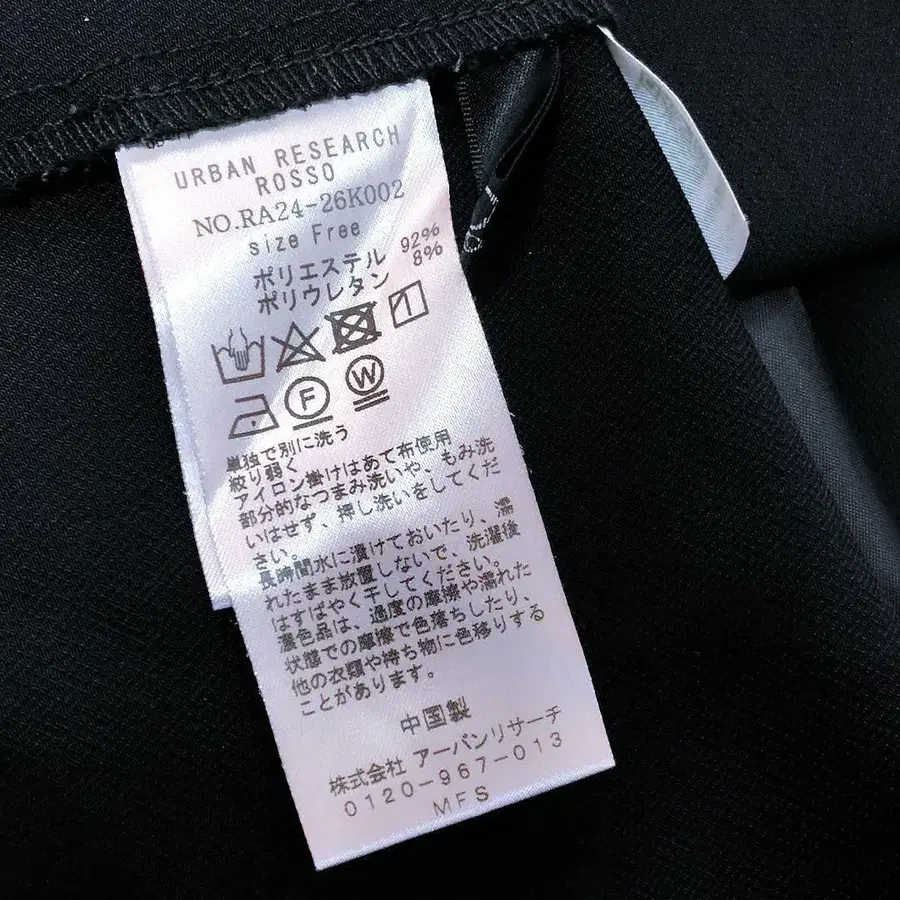 URBAN RESEARCH
ROSSO
NO.RA24-26K002
size Free
ポリエステル 92%
ポリウレタン 8%
F W
単独で別に洗う
絞り弱く
アイロン掛けはあて布使用
部分的なつまみ洗いや、もみ洗
いはせず、押し洗いをしてくだ
さい。
長時間水に漬けておいたり、濡
れたまま放置しないで、洗濯後
はすばやく干してください。
濃色品は、過度の摩擦や濡れた
状態での摩擦で色落ちしたり、
他の衣類や持ち物に色移りする
ことがあります。
中国製
株式会社 アーバンリサーチ
0120-967-013
MFS